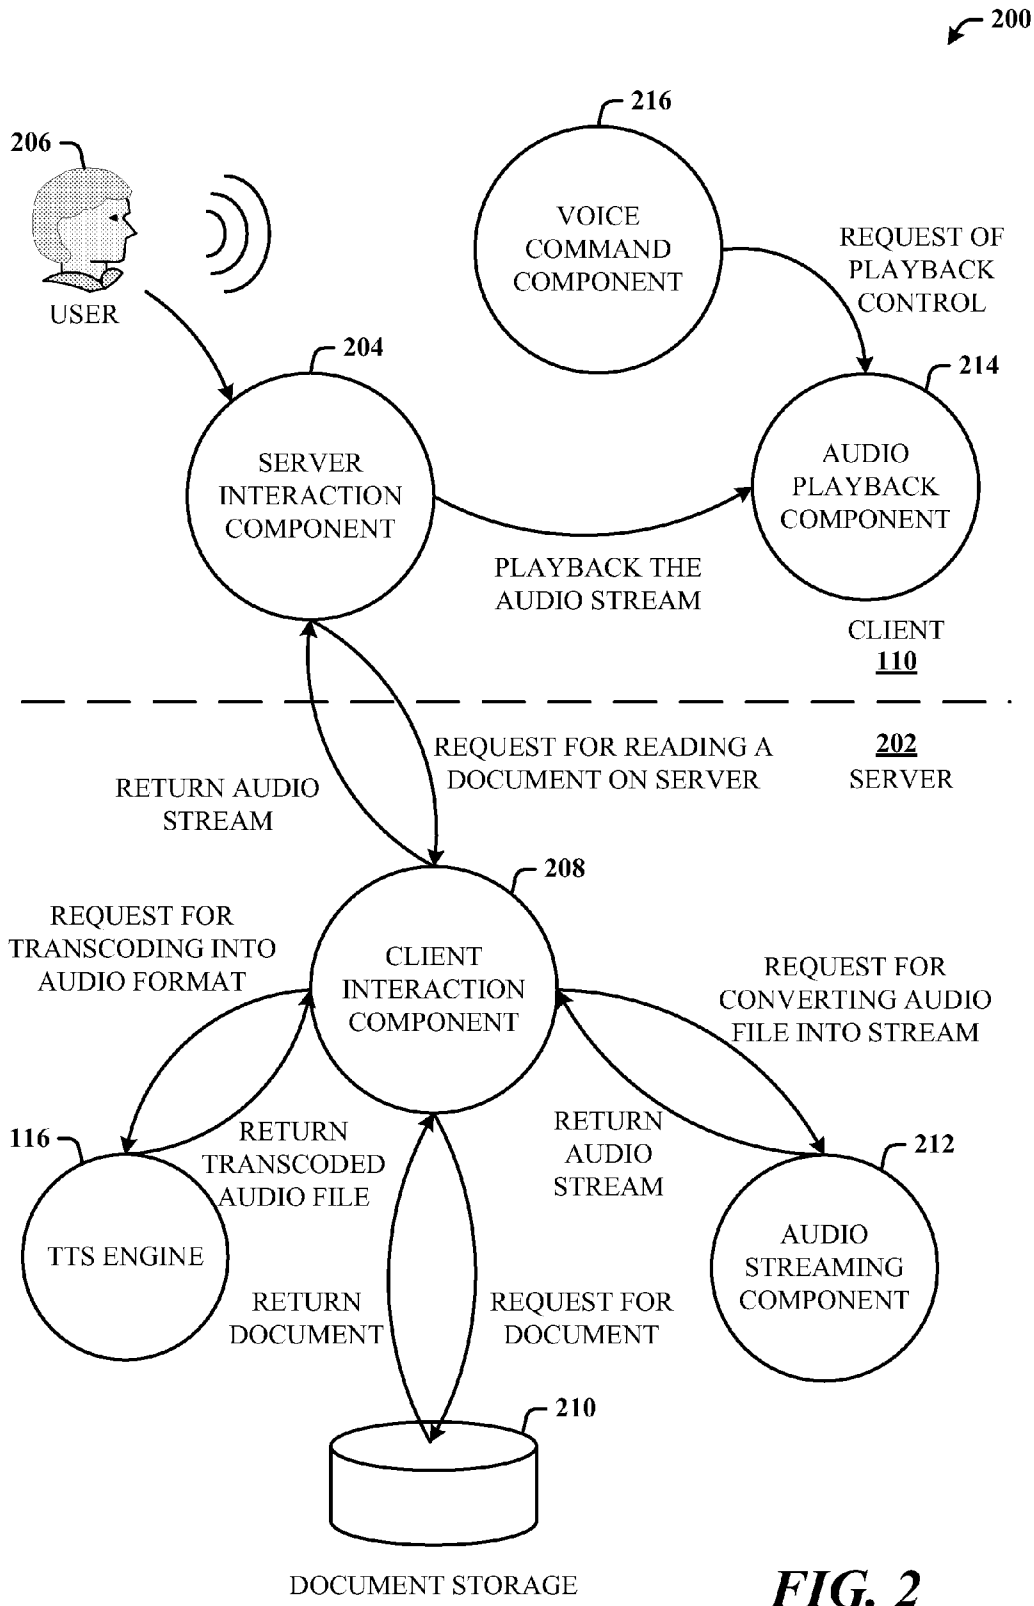 200
216
206
VOICE
COMMAND
COMPONENT
REQUEST OF
PLAYBACK
CONTROL
USER
204
214
SERVER
INTERACTION
COMPONENT
AUDIO
PLAYBACK
COMPONENT
PLAYBACK THE
AUDIO STREAM
CLIENT
110
202
SERVER
REQUEST FOR READING A
DOCUMENT ON SERVER
RETURN AUDIO
STREAM
208
REQUEST FOR
TRANSCODING INTO
AUDIO FORMAT
CLIENT
INTERACTION
COMPONENT
REQUEST FOR
CONVERTING AUDIO
FILE INTO STREAM
116
RETURN
TRANSCODED
AUDIO FILE
RETURN
AUDIO
STREAM
212
TTS ENGINE
AUDIO
STREAMING
COMPONENT
RETURN
DOCUMENT
REQUEST FOR
DOCUMENT
210
DOCUMENT STORAGE
FIG. 2